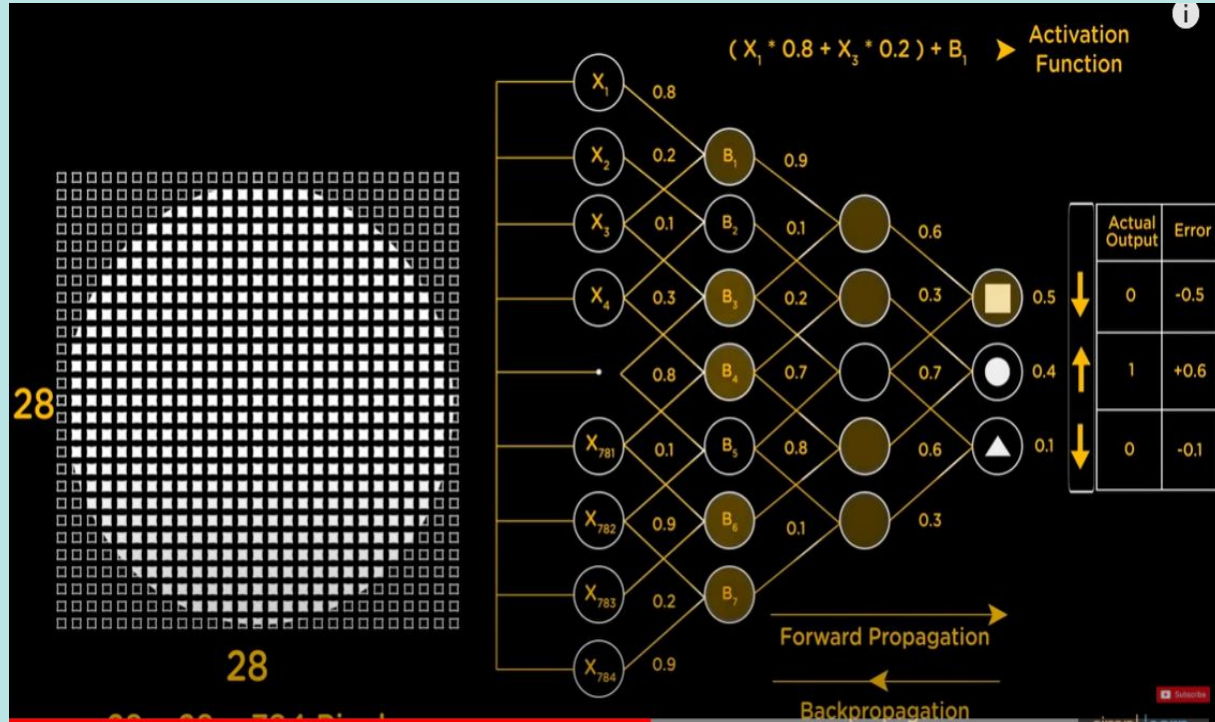 i
( X₁ * 0.8 + X₃ * 0.2 ) + B₁
Activation
Function
X₁
0.8
X₂
0.2
B₁
0.9
X₃
0.1
B₂
0.1
0.6
X₄
0.3
B₃
0.2
0.3
0.5
0.8
B₄
0.7
0.7
0.4
X₇₈₁
0.1
B₅
0.8
0.6
0.1
X₇₈₂
0.9
B₆
0.1
0.3
X₇₈₃
0.2
B₇
X₇₈₄
0.9
Actual Error
Output
0 -0.5
1 +0.6
0 -0.1
28
28
Forward Propagation
Backpropagation
Subscribe